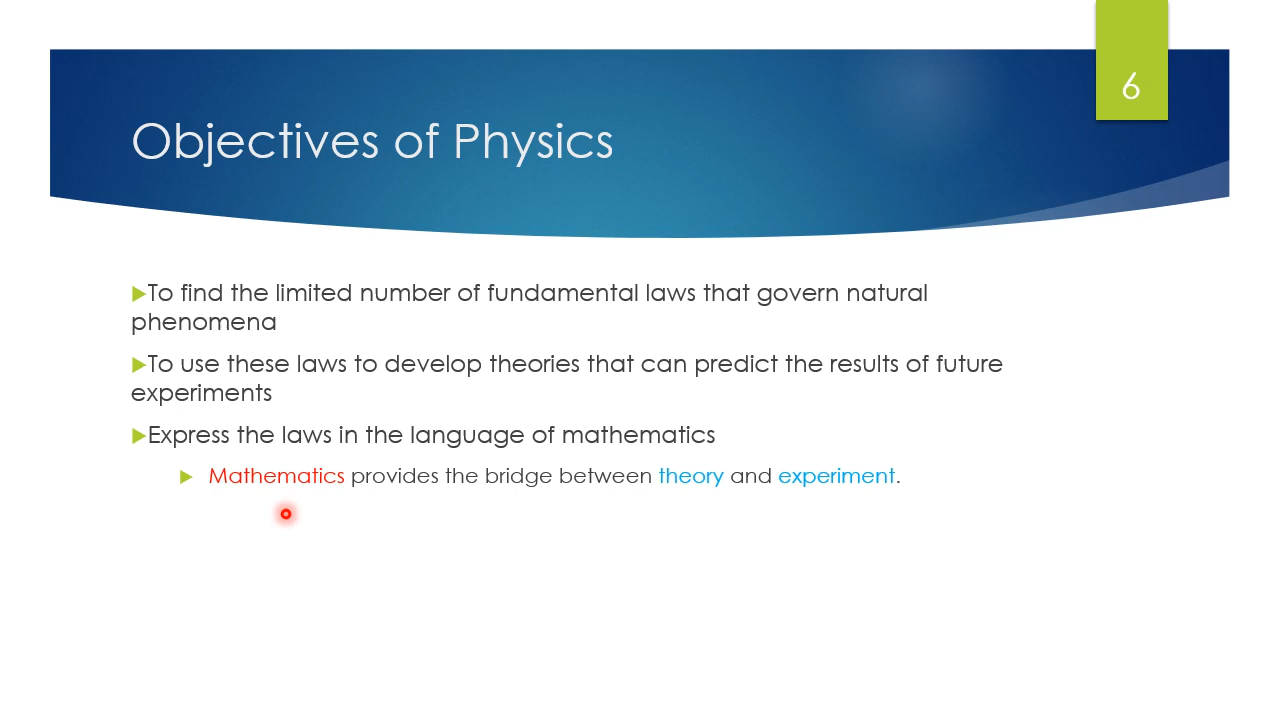 6
Objectives of Physics
To find the limited number of fundamental laws that govern natural
phenomena
To use these laws to develop theories that can predict the results of future
experiments
Express the laws in the language of mathematics
Mathematics provides the bridge between theory and experiment.